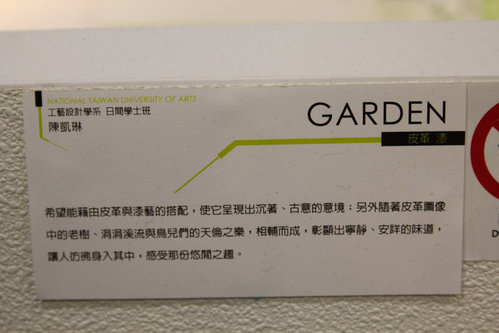 NATIONAL TAIWAN UNIVERSITY OF ARTS
工藝設計學系 日間學士班
陳凱琳
GARDEN
皮革 漆
希望能藉由皮革與漆藝的搭配，使它呈現出沉著、古意的意境；另外隨著皮革圖像
中的老樹、涓涓溪流與鳥兒們的天倫之樂，相輔而成，彰顯出寧靜、安詳的味道，
讓人彷彿身入其中，感受那份悠閒之趣。